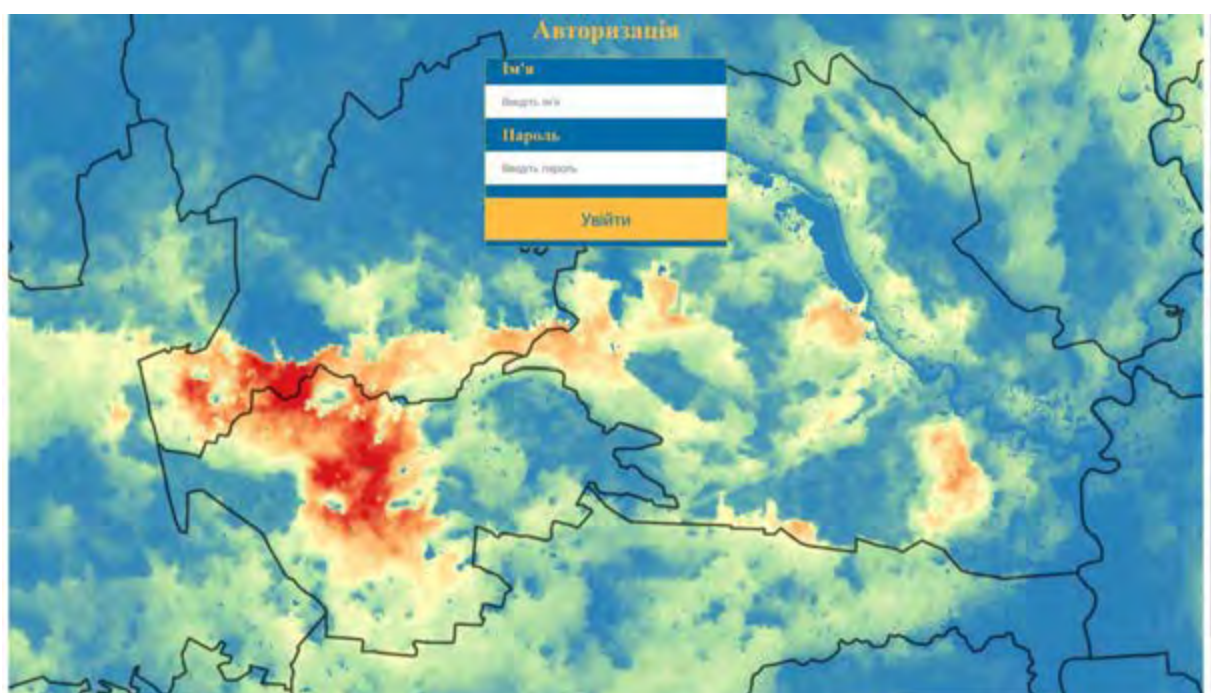 Авторизація
Ім'я
Введіть ім'я
Пароль
Введіть пароль
Увійти